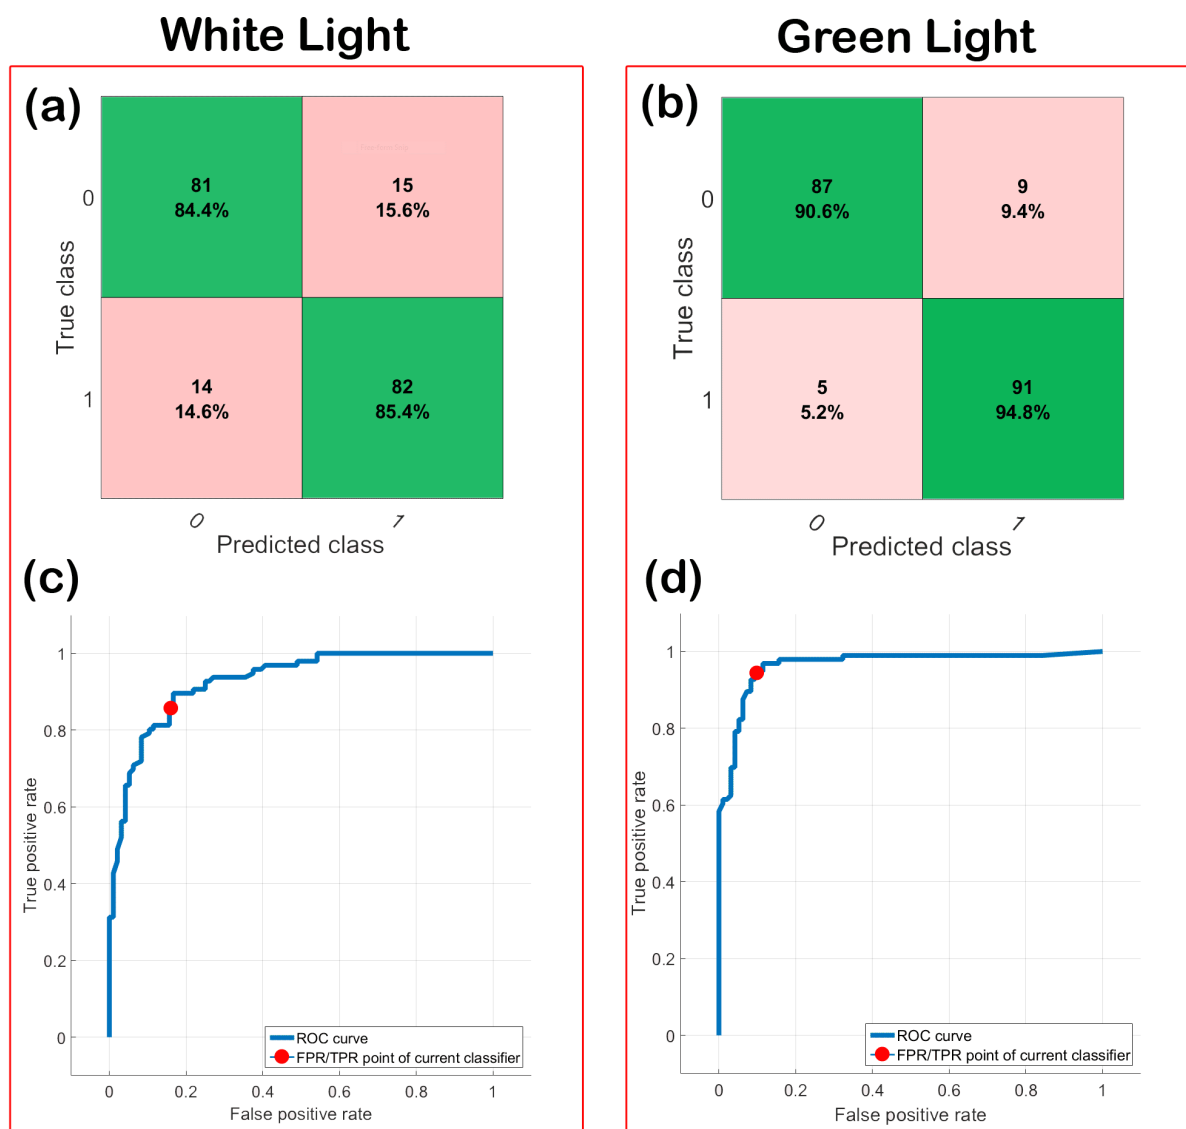 White Light
Green Light
(a)
81
84.4%
15
15.6%
14
14.6%
82
85.4%
0
1
True class
0
1
Predicted class
(b)
87
90.6%
9
9.4%
5
5.2%
91
94.8%
0
1
True class
0
1
Predicted class
(c)
1
0.8
0.6
0.4
0.2
0
True positive rate
0
0.2
0.4
0.6
0.8
1
False positive rate
ROC curve
FPR/TPR point of current classifier
(d)
1
0.8
0.6
0.4
0.2
0
True positive rate
0
0.2
0.4
0.6
0.8
1
False positive rate
ROC curve
FPR/TPR point of current classifier